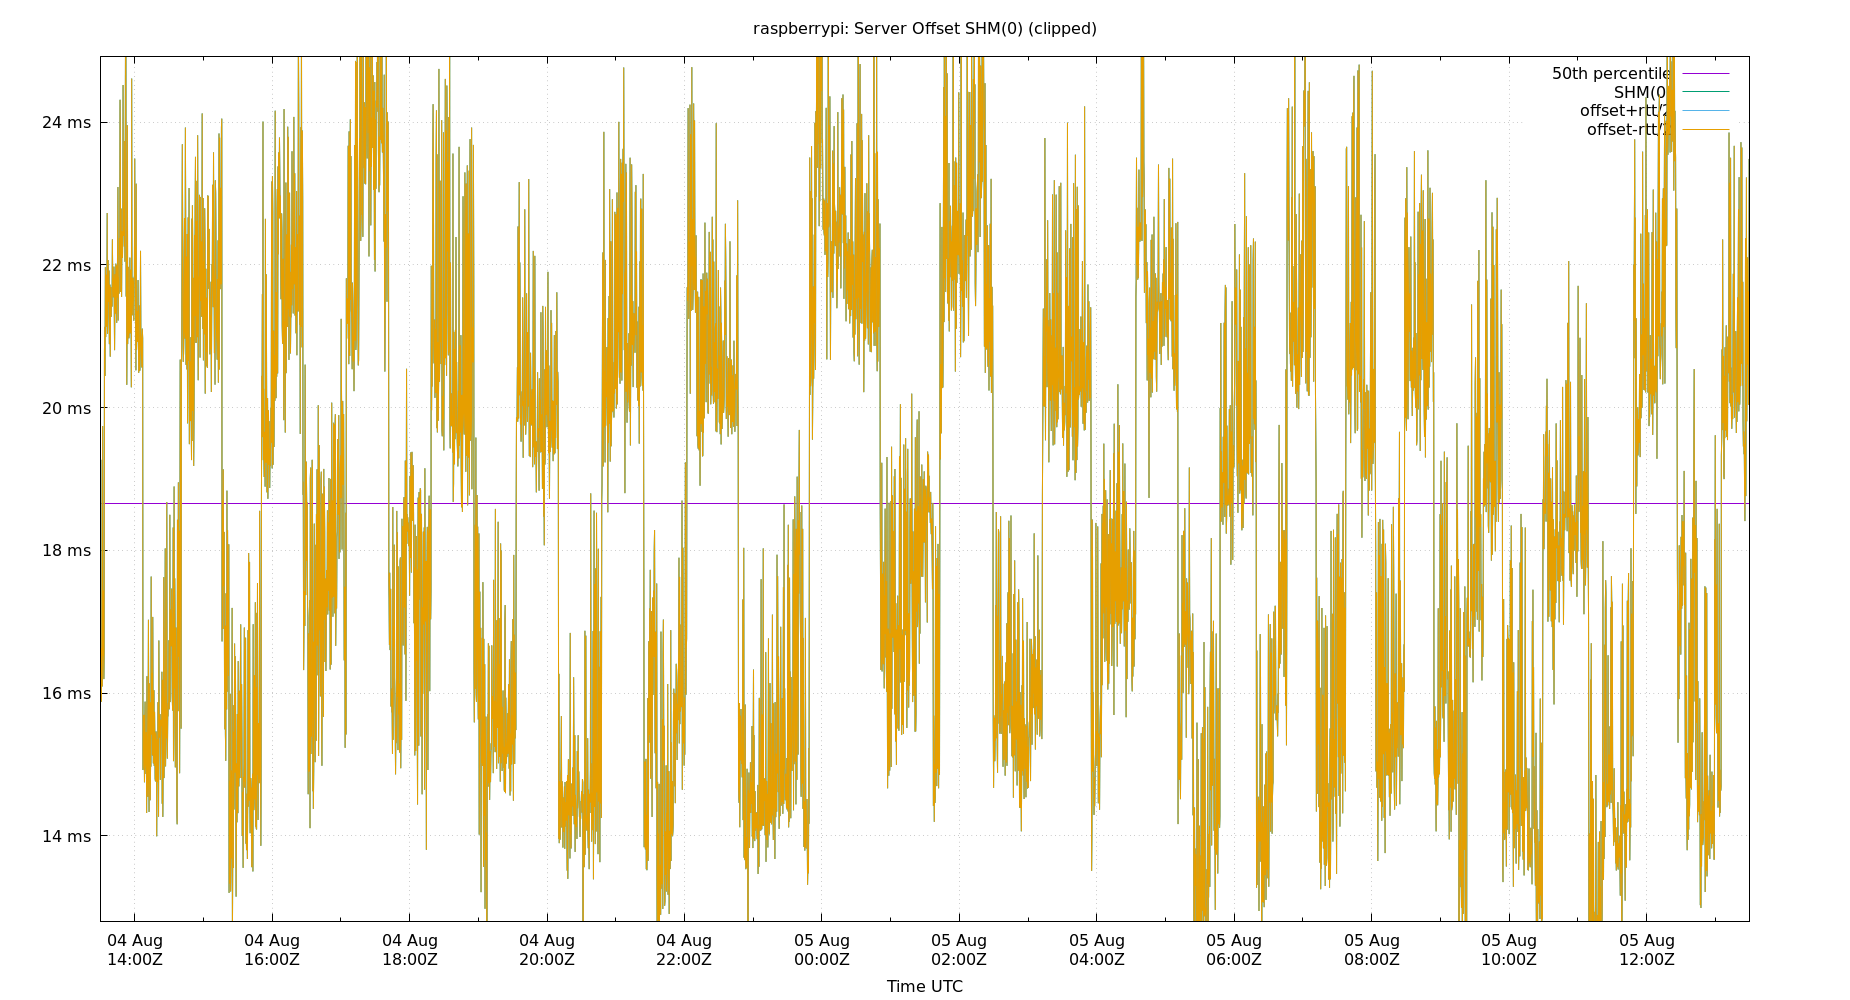 raspberrypi: Server Offset SHM(0) (clipped)
50th percentile
SHM(0)
offset+rtt/2
offset-rtt/2
24 ms
22 ms
20 ms
18 ms
16 ms
14 ms
04 Aug 04 Aug 04 Aug 04 Aug 04 Aug 05 Aug 05 Aug 05 Aug 05 Aug 05 Aug 05 Aug 05 Aug
14:00Z 16:00Z 18:00Z 20:00Z 22:00Z 00:00Z 02:00Z 04:00Z 06:00Z 08:00Z 10:00Z 12:00Z
Time UTC